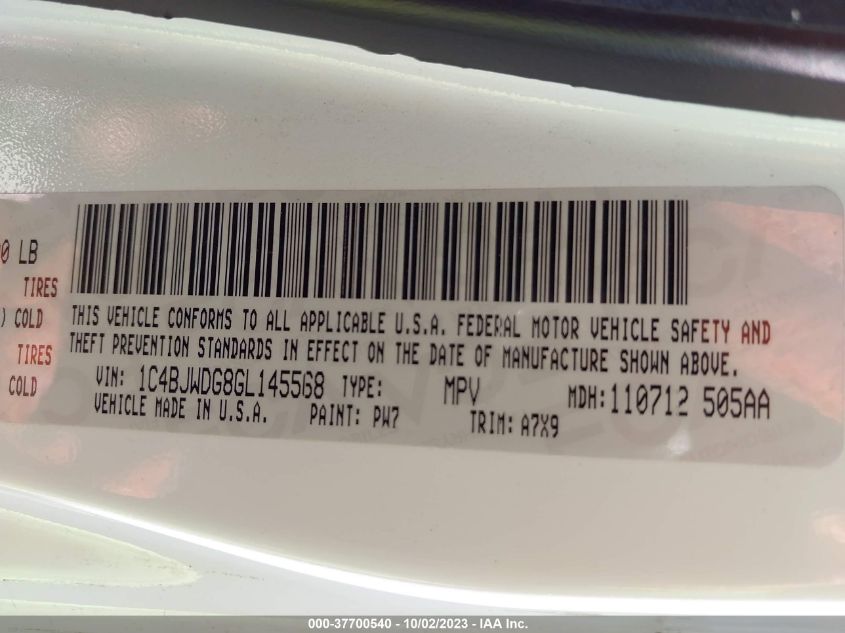 0 LB
TIRES
) COLD
TIRES
COLD
THIS VEHICLE CONFORMS TO ALL APPLICABLE U.S.A. FEDERAL MOTOR VEHICLE SAFETY AND
THEFT PREVENTION STANDARDS IN EFFECT ON THE DATE OF MANUFACTURE SHOWN ABOVE.
VIN: 1C4BJWDG8GL145568 TYPE: MPV MDH: 110712 505AA
VEHICLE MADE IN U.S.A. PAINT: PW7 TRIM: A7X9
000-37700540 - 10/02/2023 - IAA Inc.